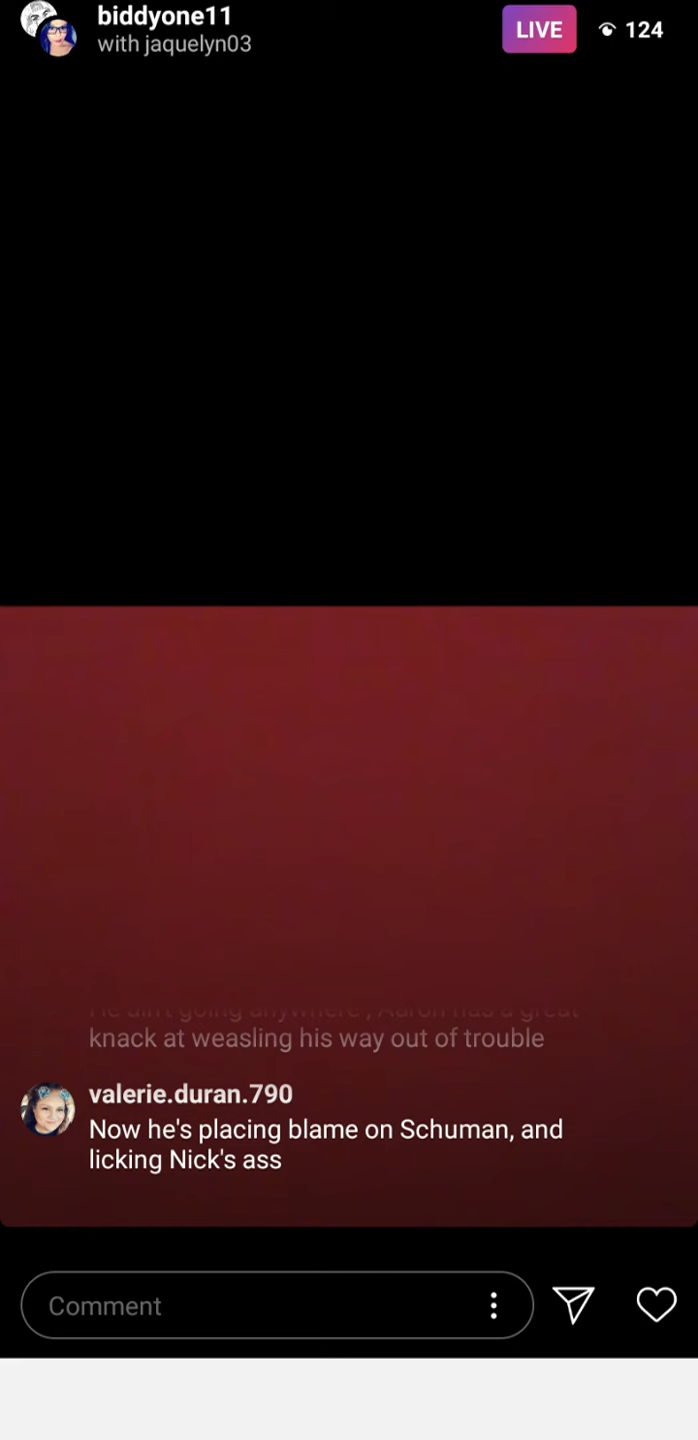 biddyone11
with jaquelyn03
LIVE
124
He ain't going anywhere , Aaron has a great
knack at weasling his way out of trouble
valerie.duran.790
Now he's placing blame on Schuman, and
licking Nick's ass
Comment